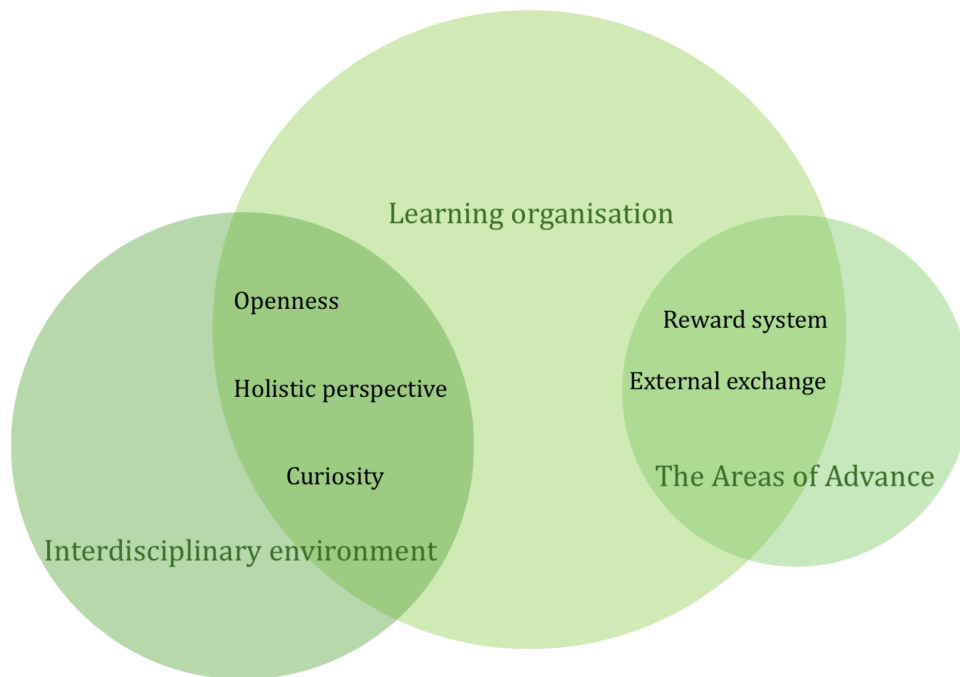 Learning organisation
Openness
Holistic perspective
Curiosity
Interdisciplinary environment
Reward system
External exchange
The Areas of Advance